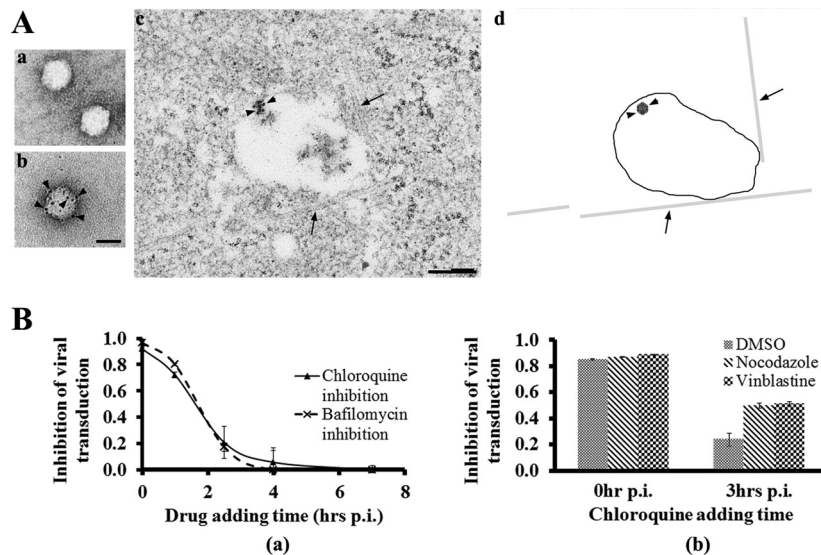 A
a
b
c
d
B
Inhibition of viral
transduction
1.0
0.8
0.6
0.4
0.2
0.0
0
2
4
6
8
Chloroquine
inhibition
Bafilomycin
inhibition
Drug adding time (hrs p.i.)
(a)
Inhibition of viral
transduction
1.0
0.8
0.6
0.4
0.2
0.0
DMSO
Nocodazole
Vinblastine
0hr p.i.
3hrs p.i.
Chloroquine adding time
(b)